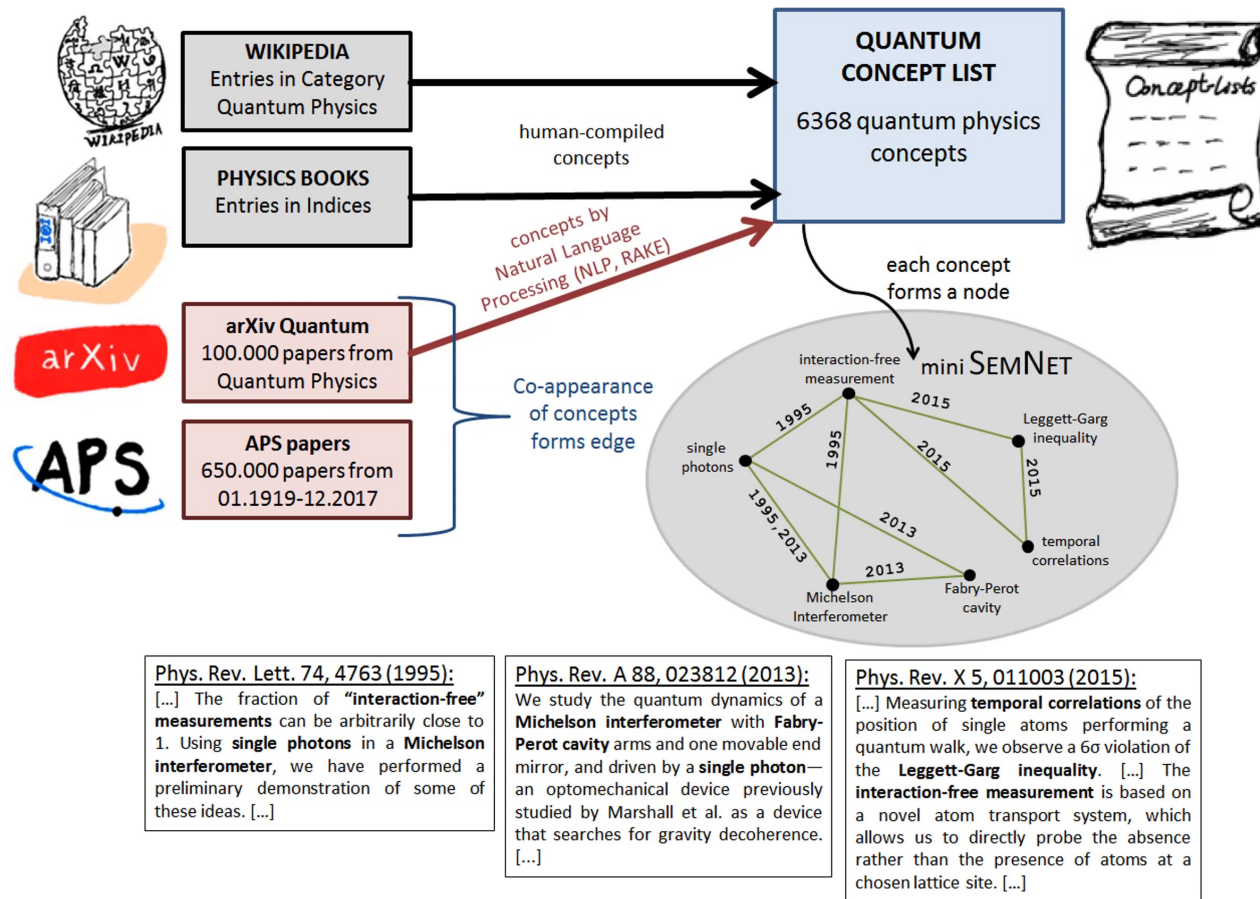 WIKIPEDIA
WIKIPEDIA
Entries in Category
Quantum Physics
PHYSICS BOOKS
Entries in Indices
human-compiled
concepts
QUANTUM
CONCEPT LIST
6368 quantum physics
concepts
Concept-Lists
concepts by
Natural Language
Processing (NLP, RAKE)
arXiv
arXiv Quantum
100.000 papers from
Quantum Physics
APS
APS papers
650.000 papers from
01.1919-12.2017
Co-appearance
of concepts
forms edge
each concept
forms a node
mini SEMNET
interaction-free
measurement
Leggett-Garg
inequality
single
photons
temporal
correlations
Michelson
Interferometer
Fabry-Perot
cavity
1995
1995
2015
2015
2015
1995, 2013
2013
2013
Phys. Rev. Lett. 74, 4763 (1995):
[…] The fraction of “interaction-free”
measurements can be arbitrarily close to
1. Using single photons in a Michelson
interferometer, we have performed a
preliminary demonstration of some of
these ideas. […]
Phys. Rev. A 88, 023812 (2013):
We study the quantum dynamics of a
Michelson interferometer with Fabry-
Perot cavity arms and one movable end
mirror, and driven by a single photon—
an optomechanical device previously
studied by Marshall et al. as a device
that searches for gravity decoherence.
[...]
Phys. Rev. X 5, 011003 (2015):
[…] Measuring temporal correlations of the
position of single atoms performing a
quantum walk, we observe a 6σ violation of
the Leggett-Garg inequality. […] The
interaction-free measurement is based on
a novel atom transport system, which
allows us to directly probe the absence
rather than the presence of atoms at a
chosen lattice site. […]